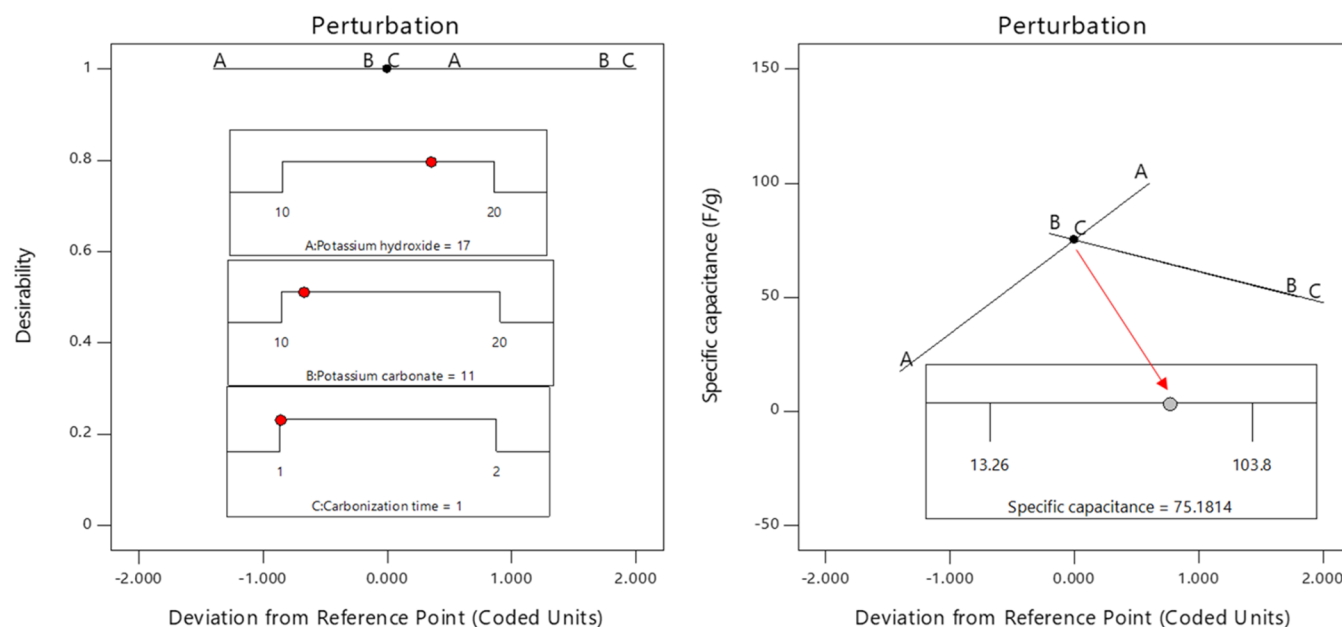 Perturbation
A B C A B C
1
0.8
0.6
0.4
0.2
0
Desirability
10 20
A:Potassium hydroxide = 17
10 20
B:Potassium carbonate = 11
1 2
C:Carbonization time = 1
-2.000 -1.000 0.000 1.000 2.000
Deviation from Reference Point (Coded Units)
Perturbation
150
100
50
0
-50
Specific capacitance (F/g)
A
B C
B C
A
13.26 103.8
Specific capacitance = 75.1814
-2.000 -1.000 0.000 1.000 2.000
Deviation from Reference Point (Coded Units)